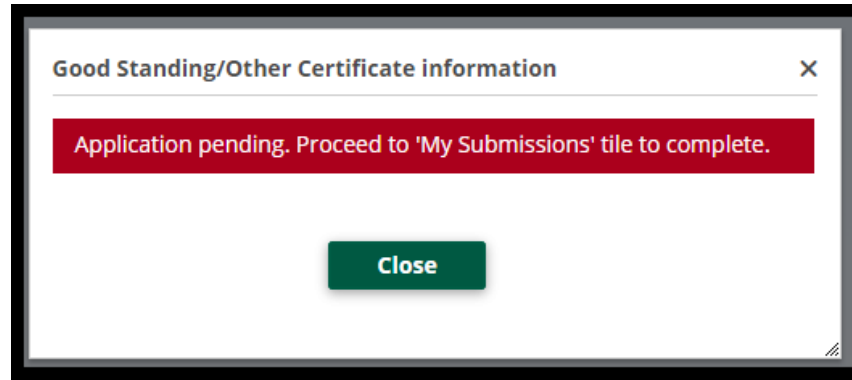 Good Standing/Other Certificate information
Application pending. Proceed to 'My Submissions' tile to complete.
Close